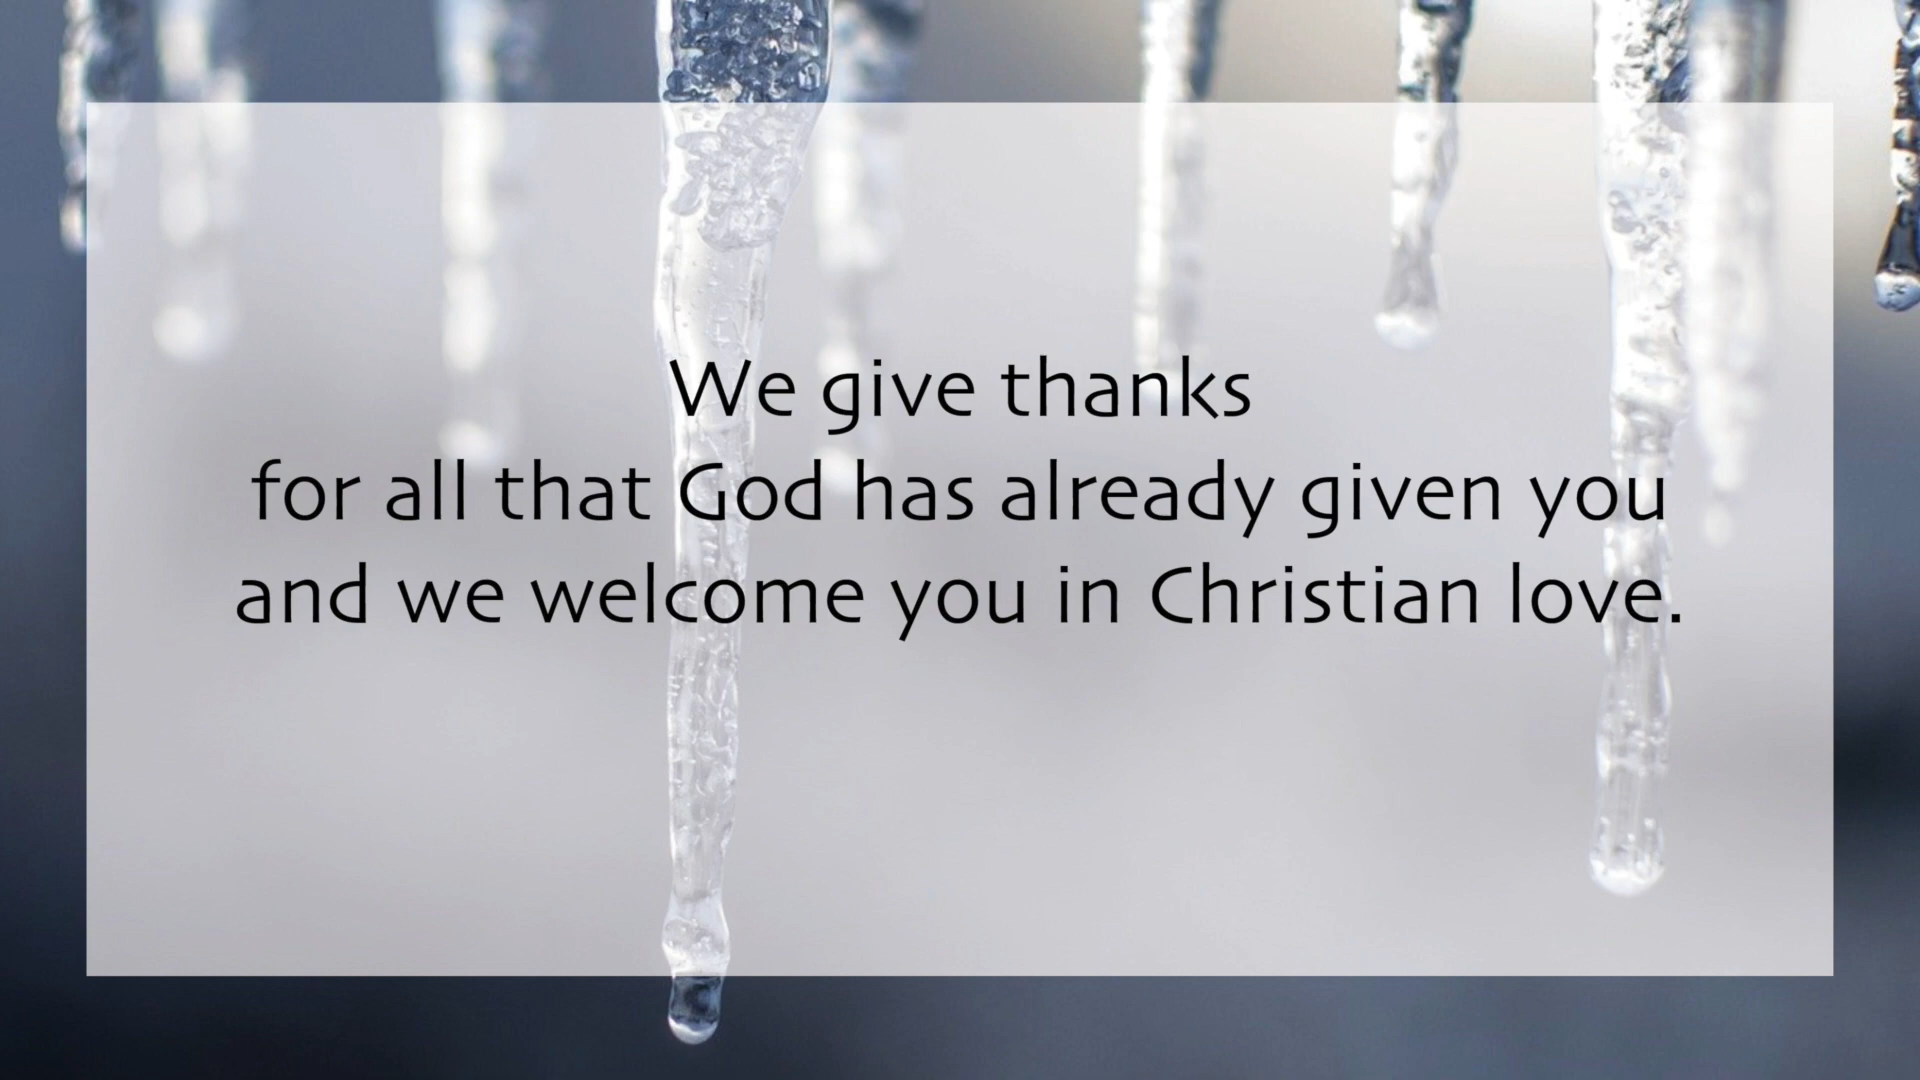 We give thanks
for all that God has already given you
and we welcome you in Christian love.